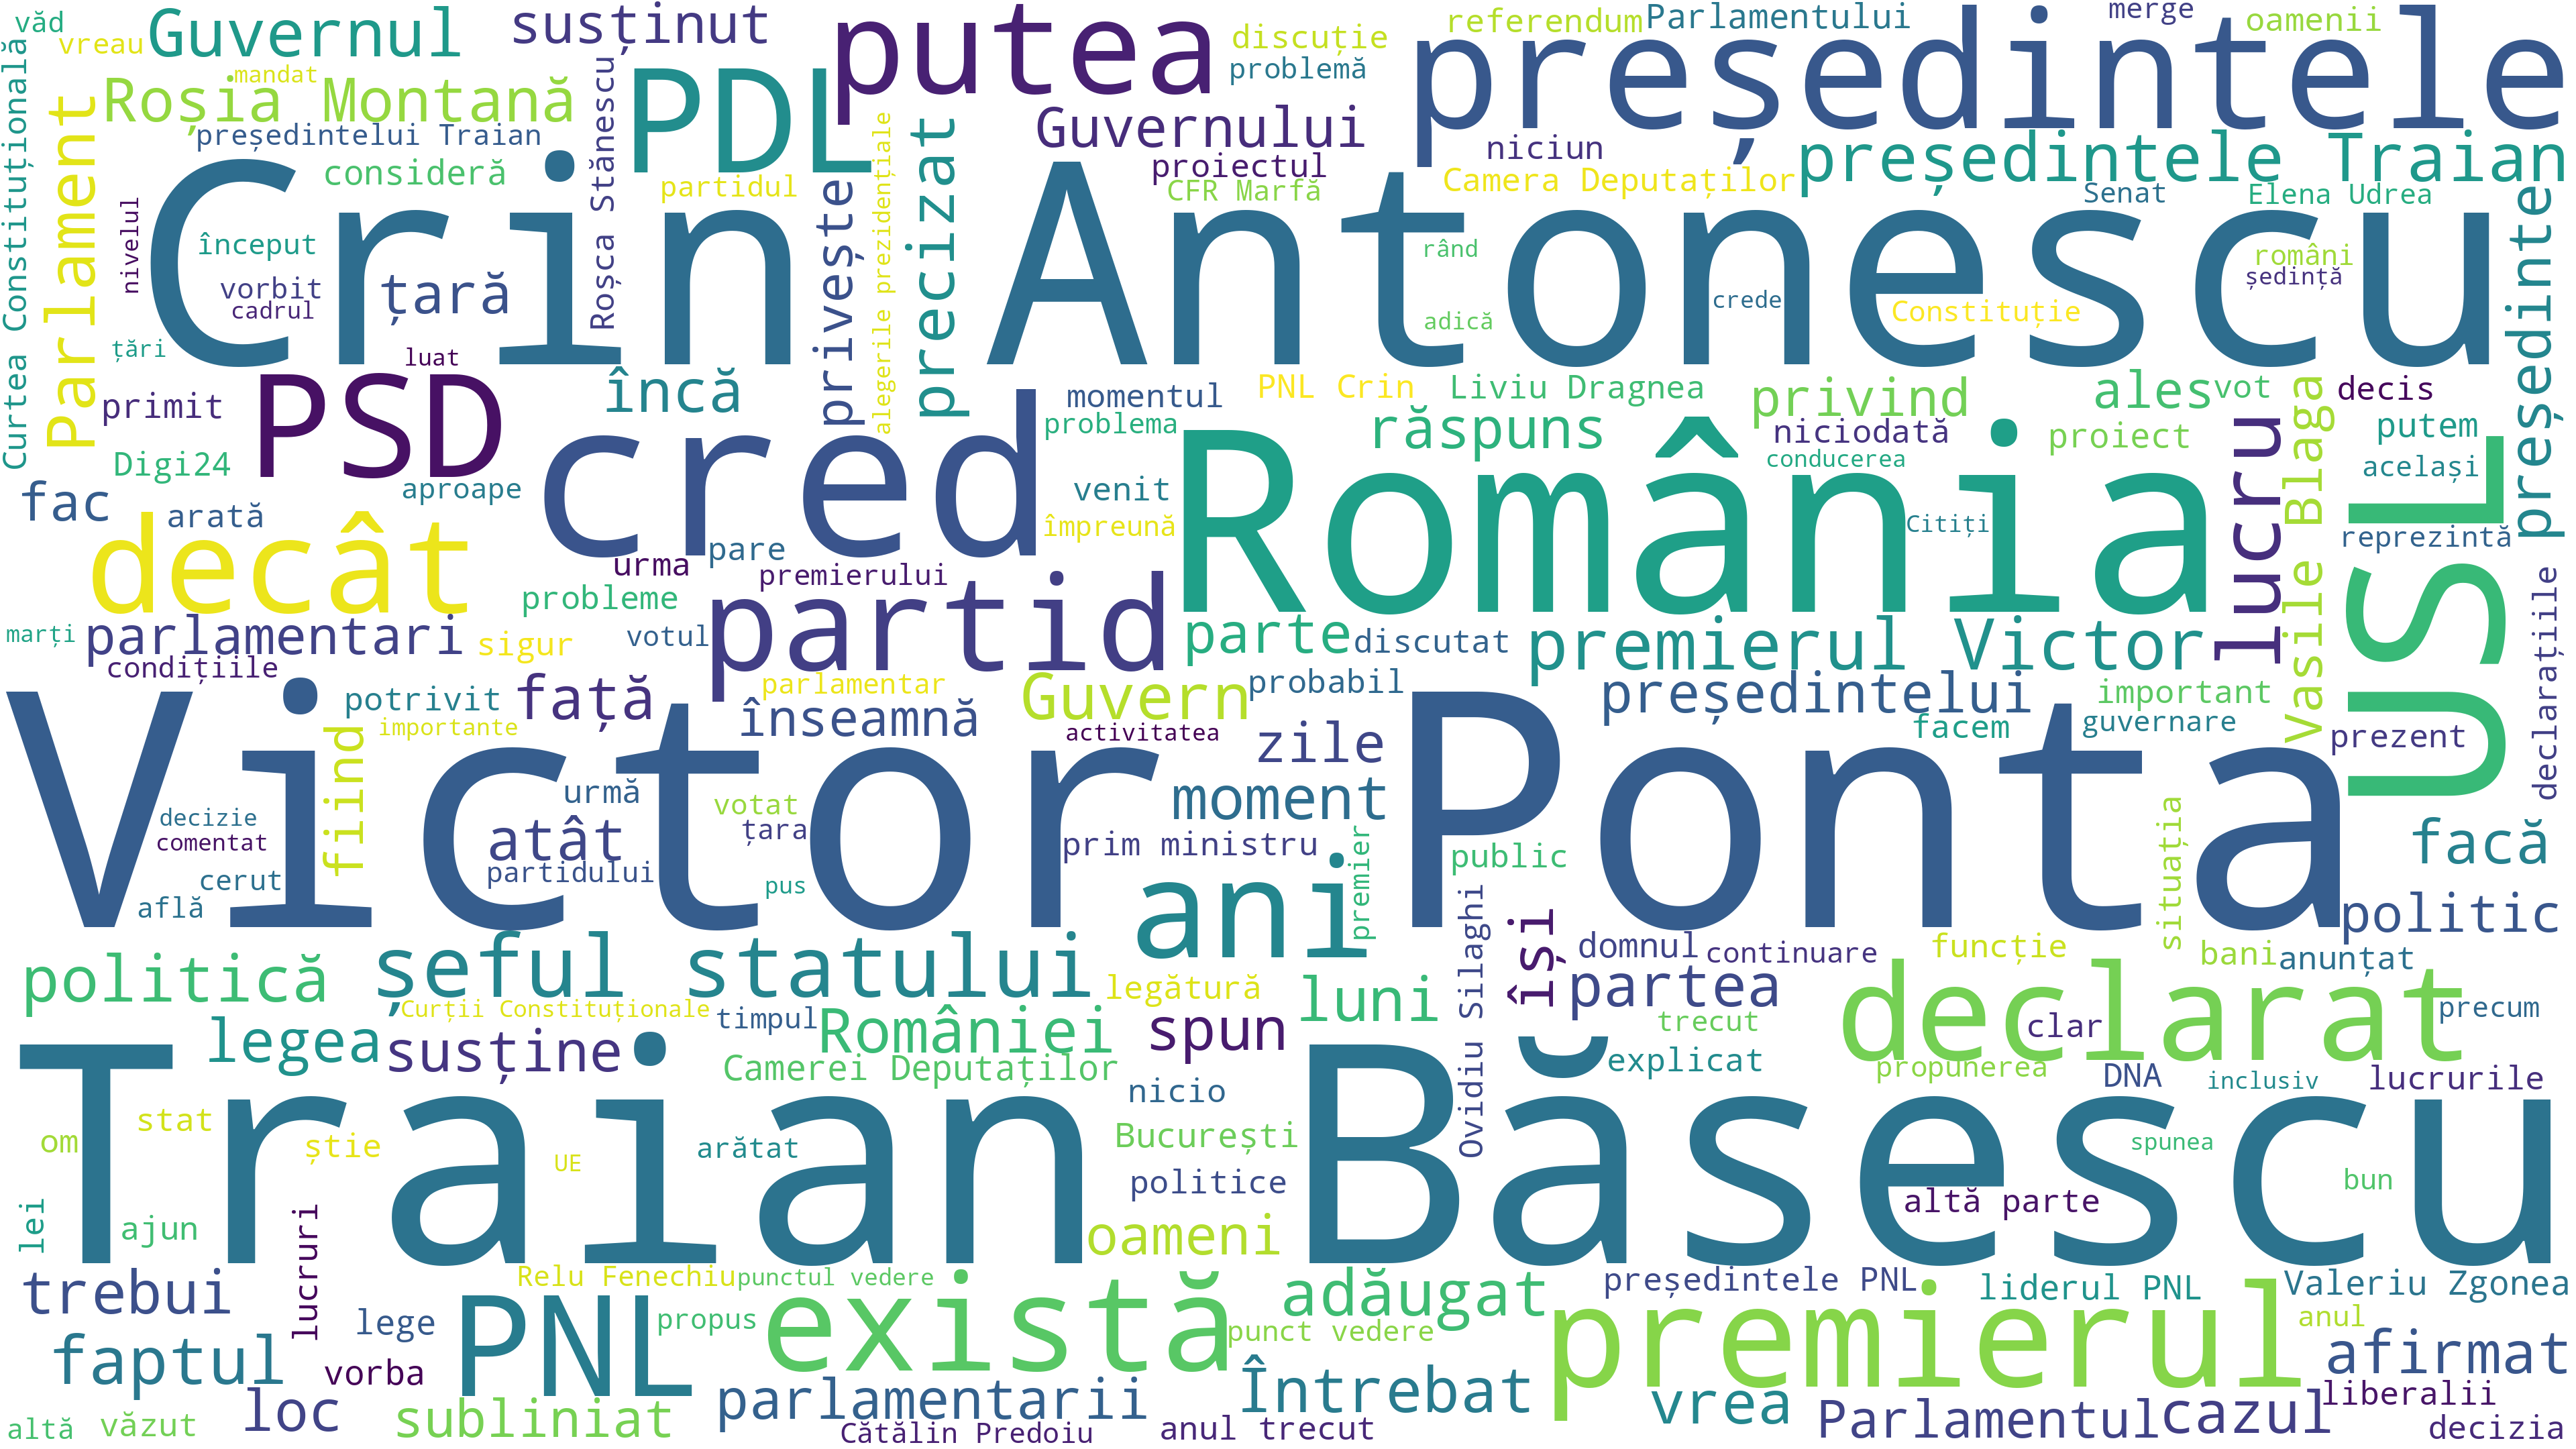 văd
vreau
Guvernul
susținut
putea
discuție
problemă
referendum
Parlamentului
merge
oamenii
președintele
mandat
Roșia Montană
PDL
Guvernului
proiectul
niciun
președintele Traian
Curtea Constituțională
Parlament
președintelui Traian
consideră
Roșca Stănescu
partidul
privește
alegerile prezidențiale
precizat
CFR Marfă
Camera Deputaților
Senat
Elena Udrea
președinte
nivelul
început
vorbit
cadrul
țară
Crin Antonescu
rând
adică
crede
Constituție
români
ședință
țări
luat
primit
PSD
încă
momentul
problema
PNL Crin
Liviu Dragnea
privind
ales
vot
decis
răspuns
niciodată
conducerea
proiect
lucru
Vasile Blaga
putem
același
Digi24
fac
arată
aproape
cred
venit
împreună
România
Citiți
USL
reprezintă
declarațiile
decât
urma
pare
premierului
probleme
partid
marți
parlamentari
sigur
votul
parte
discutat
premierul Victor
condițiile
potrivit
importante
față
parlamentar
înseamnă
Guvern
probabil
activitatea
zile
președintelui
facem
important
guvernare
prezent
Victor Ponta
fiind
decizie
comentat
cerut
află
urmă
atât
partidului
votat
țara
pus
moment
prim ministru
premier
public
situația
facă
politic
ani
Ovidiu Silaghi
își
domnul
continuare
funcție
bani
anunțat
politică
șeful statului
legătură
luni
partea
declarat
precum
Curții Constituționale
timpul
României
spun
trecut
clar
legea
susține
Camerei Deputaților
explicat
propunerea
DNA
inclusiv
lucrurile
Traian Băsescu
nicio
București
politice
om
stat
știe
UE
arătat
spunea
bun
altă parte
lei
ajun
lucruri
oameni
Relu Fenechiu
punctul vedere
președintele PNL
liderul PNL
Valeriu Zgonea
trebui
lege
PNL
propus
există
adăugat
punct vedere
premierul
anul
faptul
vorba
afirmat
loc
subliniat
parlamentarii
Întrebat
vrea
Parlamentul
cazul
liberalii
altă
văzut
Cătălin Predoiu
anul trecut
decizia